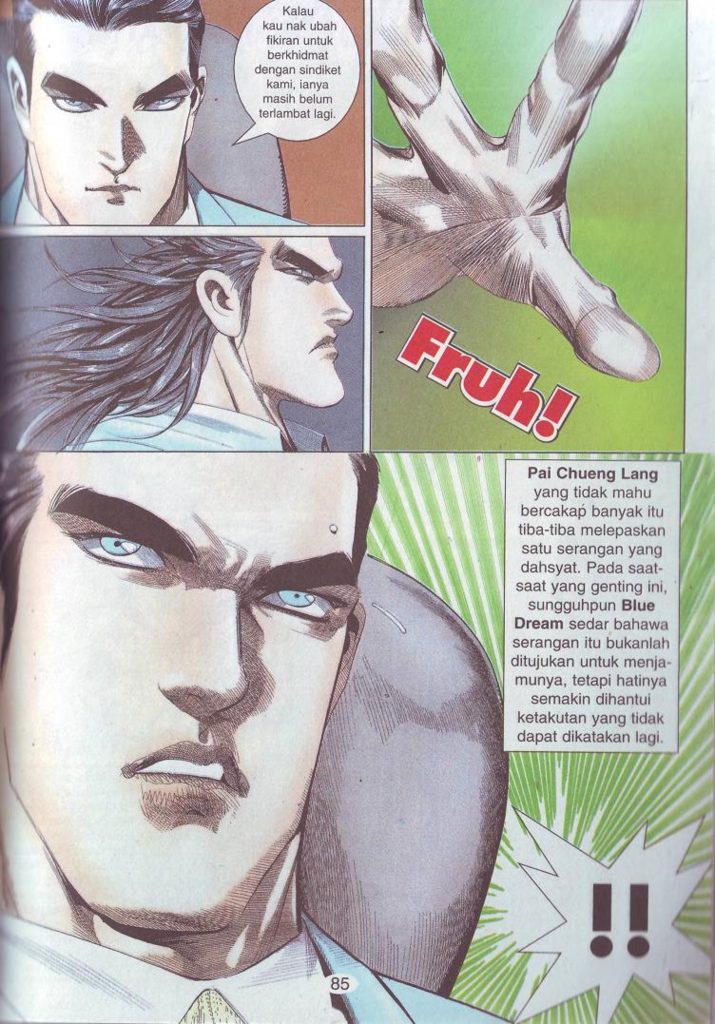 Kalau
kau nak ubah
fikiran untuk
berkhidmat
dengan sindiket
kami, ianya
masih belum
terlambat lagi.
Fruh!
Pai Chueng Lang
yang tidak mahu
bercakap banyak itu
tiba-tiba melepaskan
satu serangan yang
dahsyat. Pada saat-
saat yang genting ini,
sungguhpun Blue
Dream sedar bahawa
serangan itu bukanlah
ditujukan untuk menja-
munya, tetapi hatinya
semakin dihantui
ketakutan yang tidak
dapat dikatakan lagi.
!!
85